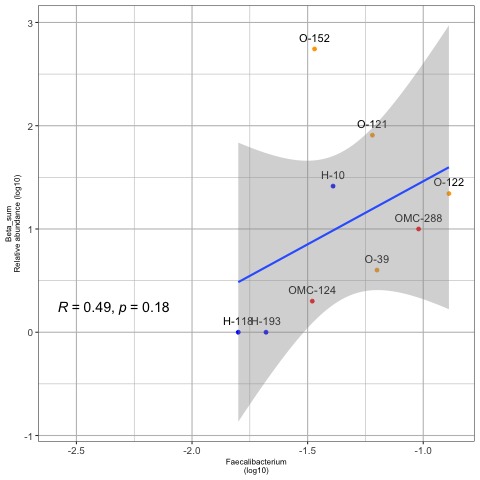 3
O-152
2
O-121
H-10
O-122
OMC-288
1
O-39
OMC-124
R = 0.49, p = 0.18
H-118
H-193
0
-1
Beta_sum
Relative abundance (log10)
-2.5
-2.0
-1.5
-1.0
Faecalibacterium
(log10)